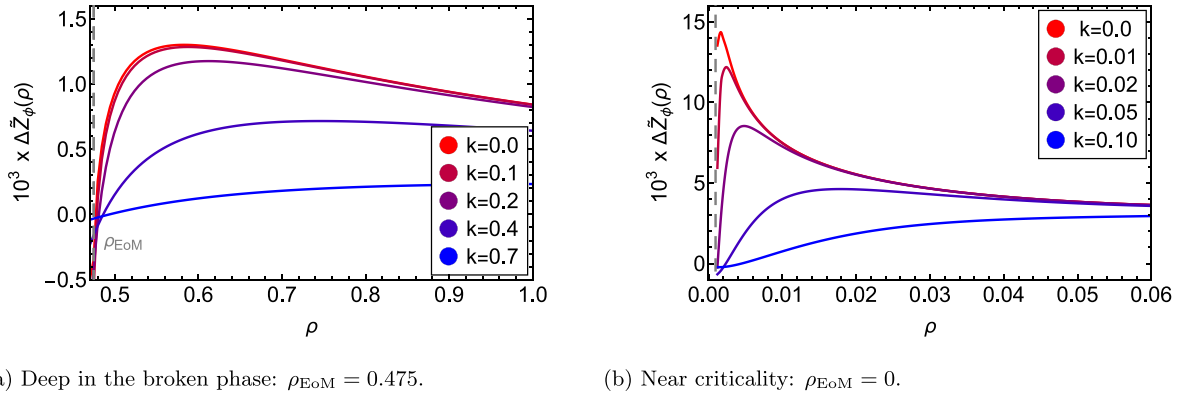 10³ x ΔZ̃ϕ(ρ)
1.5
1.0
0.5
0.0
−0.5
ρEoM
k=0.0
k=0.1
k=0.2
k=0.4
k=0.7
0.5 0.6 0.7 0.8 0.9 1.0
ρ
) Deep in the broken phase: ρEoM = 0.475.
10³ x ΔZ̃ϕ(ρ)
15
10
5
0
k=0.0
k=0.01
k=0.02
k=0.05
k=0.10
0.00 0.01 0.02 0.03 0.04 0.05 0.06
ρ
(b) Near criticality: ρEoM = 0.